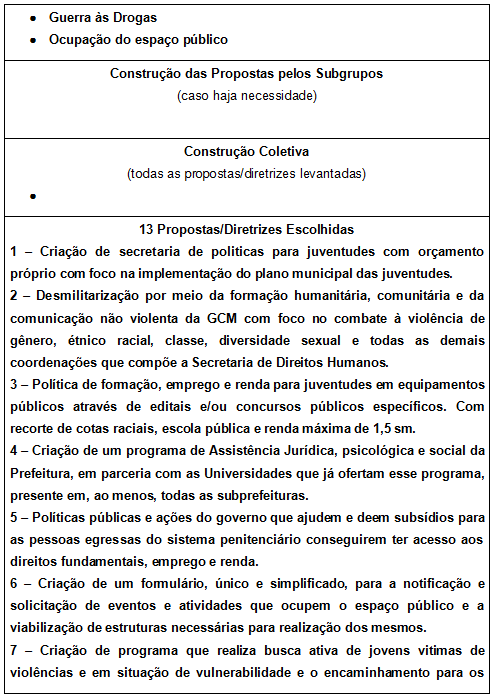 • Guerra às Drogas
• Ocupação do espaço público
Construção das Propostas pelos Subgrupos
(caso haja necessidade)
Construção Coletiva
(todas as propostas/diretrizes levantadas)
•
13 Propostas/Diretrizes Escolhidas
1 – Criação de secretaria de politicas para juventudes com orçamento
próprio com foco na implementação do plano municipal das juventudes.
2 – Desmilitarização por meio da formação humanitária, comunitária e da
comunicação não violenta da GCM com foco no combate à violência de
gênero, étnico racial, classe, diversidade sexual e todas as demais
coordenações que compõe a Secretaria de Direitos Humanos.
3 – Política de formação, emprego e renda para juventudes em equipamentos
públicos através de editais e/ou concursos públicos específicos. Com
recorte de cotas raciais, escola pública e renda máxima de 1,5 sm.
4 – Criação de um programa de Assistência Jurídica, psicológica e social da
Prefeitura, em parceria com as Universidades que já ofertam esse programa,
presente em, ao menos, todas as subprefeituras.
5 – Políticas públicas e ações do governo que ajudem e deem subsídios para
as pessoas egressas do sistema penitenciário conseguirem ter acesso aos
direitos fundamentais, emprego e renda.
6 – Criação de um formulário, único e simplificado, para a notificação e
solicitação de eventos e atividades que ocupem o espaço público e a
viabilização de estruturas necessárias para realização dos mesmos.
7 – Criação de programa que realiza busca ativa de jovens vitimas de
violências e em situação de vulnerabilidade e o encaminhamento para os